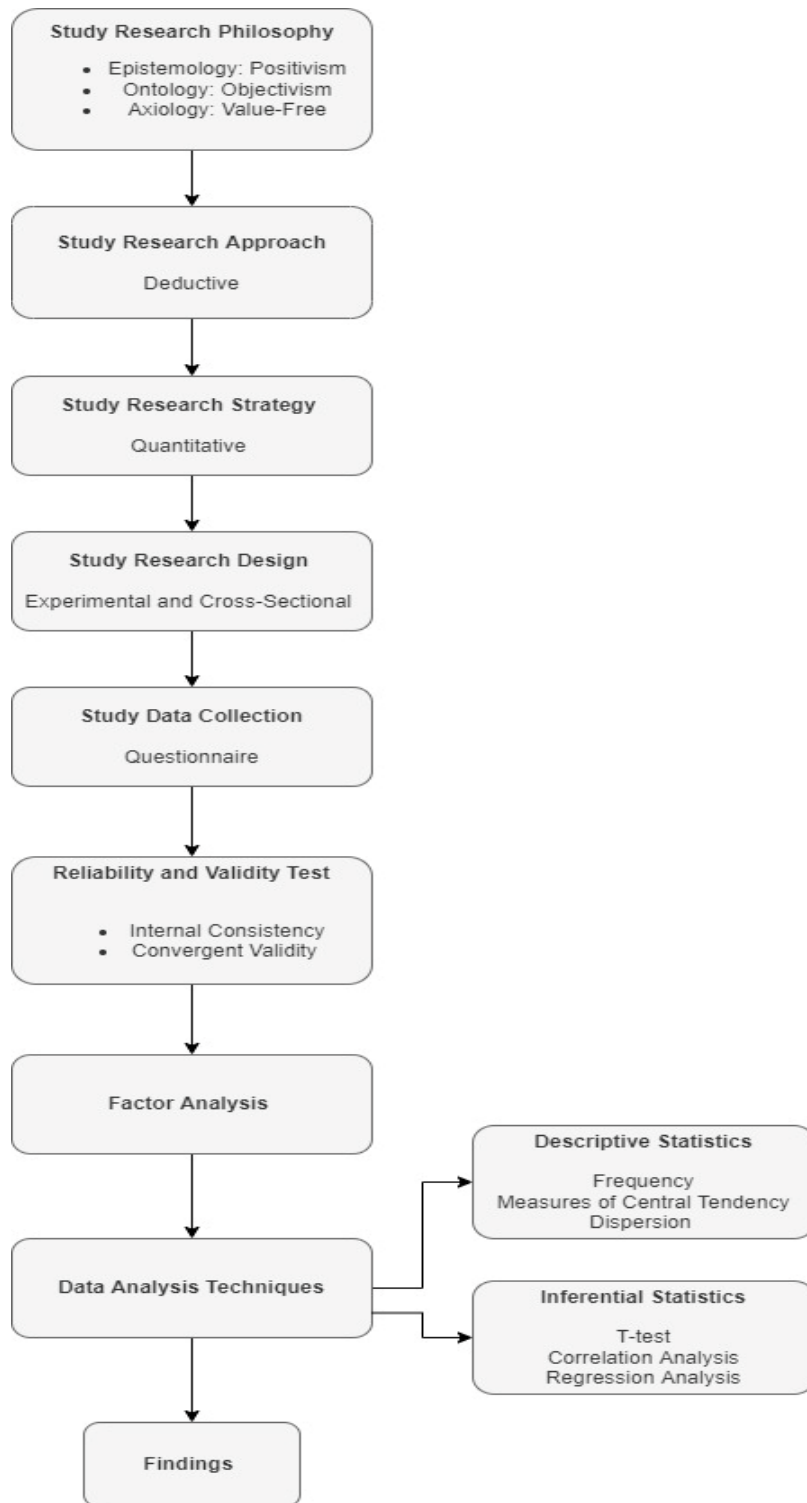 Study Research Philosophy
• Epistemology: Positivism
• Ontology: Objectivism
• Axiology: Value-Free
Study Research Approach
Deductive
Study Research Strategy
Quantitative
Study Research Design
Experimental and Cross-Sectional
Study Data Collection
Questionnaire
Reliability and Validity Test
• Internal Consistency
• Convergent Validity
Factor Analysis
Data Analysis Techniques
Descriptive Statistics
Frequency
Measures of Central Tendency
Dispersion
Inferential Statistics
T-test
Correlation Analysis
Regression Analysis
Findings